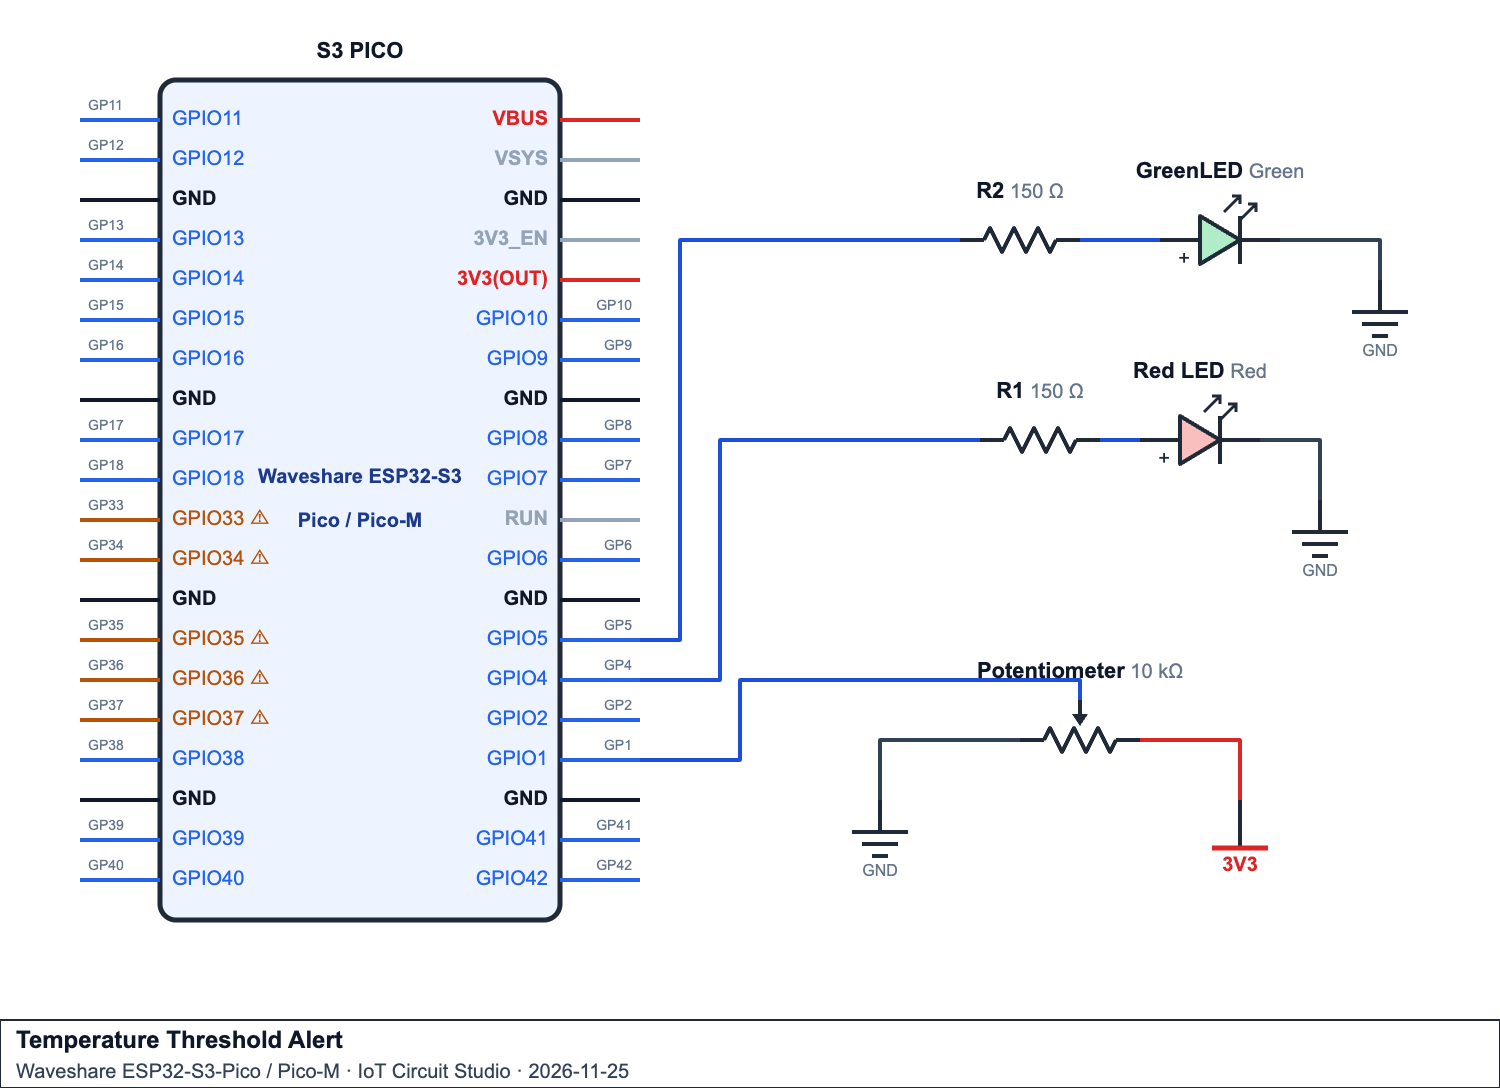 S3 PICO
GP11
GPIO11
VBUS
GP12
GPIO12
VSYS
GND
GND
GP13
GPIO13
3V3_EN
GP14
GPIO14
3V3(OUT)
GP15
GPIO15
GPIO10
GP10
GP16
GPIO16
GPIO9
GP9
GND
GND
GP17
GPIO17
GPIO8
GP8
GP18
GPIO18
Waveshare ESP32-S3
GPIO7
GP7
GP33
GPIO33 ⚠
Pico / Pico-M
RUN
GP34
GPIO34 ⚠
GPIO6
GP6
GND
GND
GP35
GPIO35 ⚠
GPIO5
GP5
GP36
GPIO36 ⚠
GPIO4
GP4
GP37
GPIO37 ⚠
GPIO2
GP2
GP38
GPIO38
GPIO1
GP1
GND
GND
GP39
GPIO39
GPIO41
GP41
GP40
GPIO40
GPIO42
GP42
R2 150 Ω
GreenLED Green
+
GND
R1 150 Ω
Red LED Red
+
GND
Potentiometer 10 kΩ
GND
3V3
Temperature Threshold Alert
Waveshare ESP32-S3-Pico / Pico-M · IoT Circuit Studio · 2026-11-25